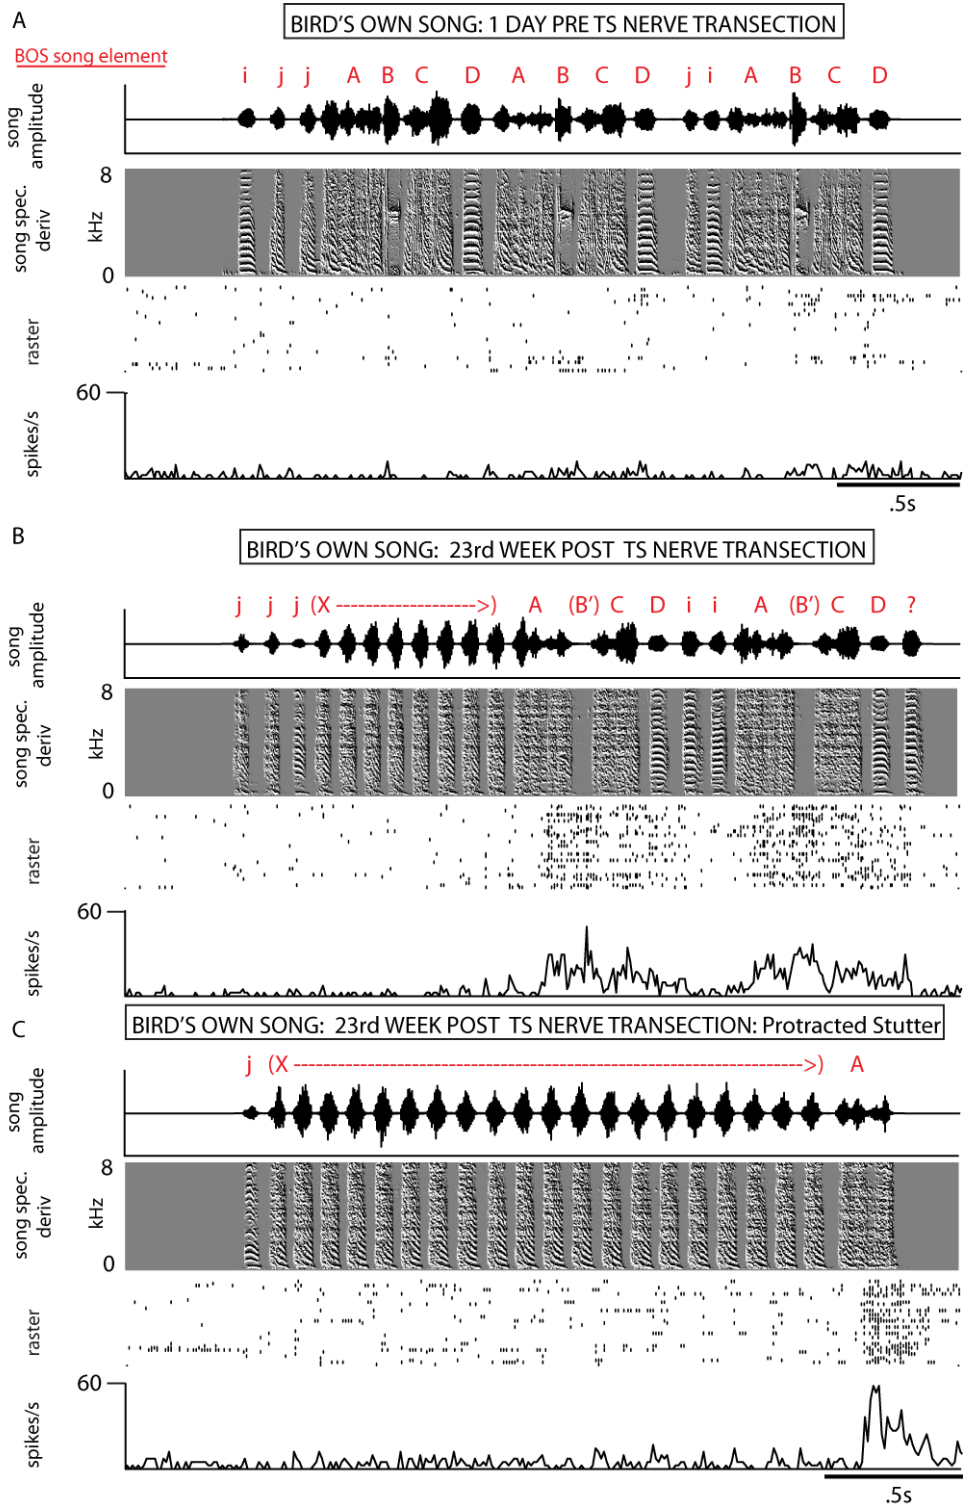 A
BIRD'S OWN SONG: 1 DAY PRE TS NERVE TRANSECTION
BOS song element
i j j A B C D A B C D j i A B C D
song amplitude
song spec. deriv
kHz
8
0
raster
60
spikes/s
.5s
B
BIRD'S OWN SONG: 23rd WEEK POST TS NERVE TRANSECTION
j j j (X ------------------->) A (B') C D i i A (B') C D ?
song amplitude
song spec. deriv
kHz
8
0
raster
60
spikes/s
C
BIRD'S OWN SONG: 23rd WEEK POST TS NERVE TRANSECTION: Protracted Stutter
j (X ---------------------------------------------------------------------->) A
song amplitude
song spec. deriv
kHz
8
0
raster
60
spikes/s
.5s